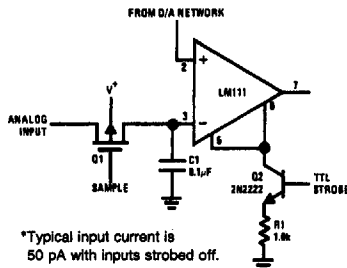 FROM D/A NETWORK
2
+
LM111
7
V+
6
ANALOG
INPUT
3
−
5
Q1
C1
0.1μF
Q2
2N2222
TTL
STROBE
SAMPLE
R1
1.0k
*Typical input current is
50 pA with inputs strobed off.